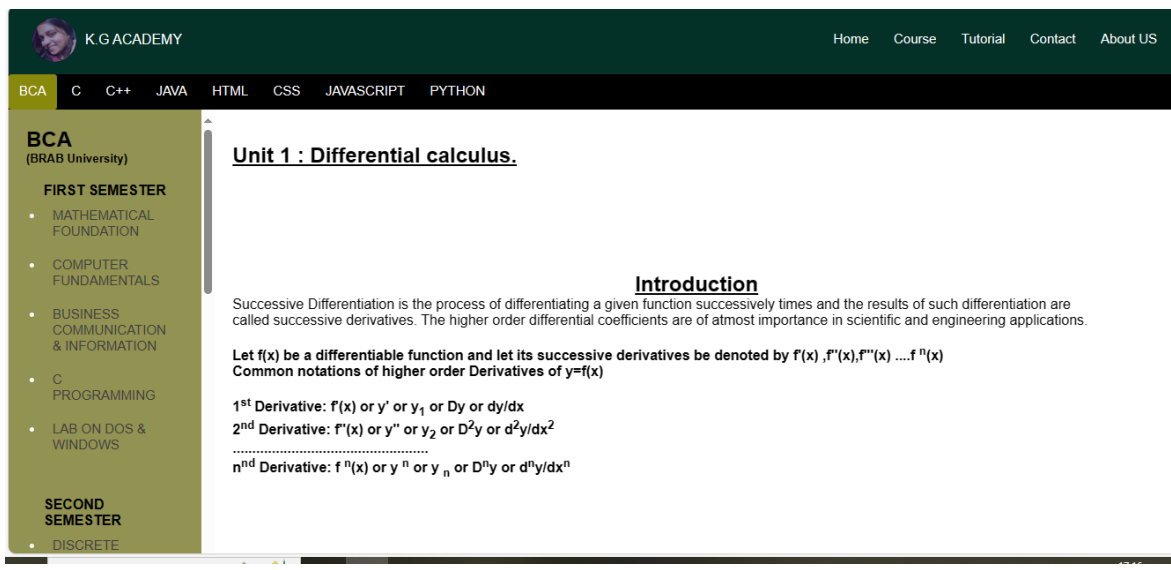 K.G ACADEMY
Home Course Tutorial Contact About US
BCA C C++ JAVA HTML CSS JAVASCRIPT PYTHON
BCA
(BRAB University)
FIRST SEMESTER
MATHEMATICAL
FOUNDATION
COMPUTER
FUNDAMENTALS
BUSINESS
COMMUNICATION
& INFORMATION
C
PROGRAMMING
LAB ON DOS &
WINDOWS
SECOND
SEMESTER
DISCRETE
Unit 1 : Differential calculus.
Introduction
Successive Differentiation is the process of differentiating a given function successively times and the results of such differentiation are
called successive derivatives. The higher order differential coefficients are of atmost importance in scientific and engineering applications.
Let f(x) be a differentiable function and let its successive derivatives be denoted by f'(x) ,f''(x),f'''(x) ....f ⁿ(x)
Common notations of higher order Derivatives of y=f(x)
1ˢᵗ Derivative: f'(x) or y' or y₁ or Dy or dy/dx
2ⁿᵈ Derivative: f''(x) or y'' or y₂ or D²y or d²y/dx²
..................................................
nⁿᵈ Derivative: f ⁿ(x) or y ⁿ or y ₙ or Dⁿy or dⁿy/dxⁿ